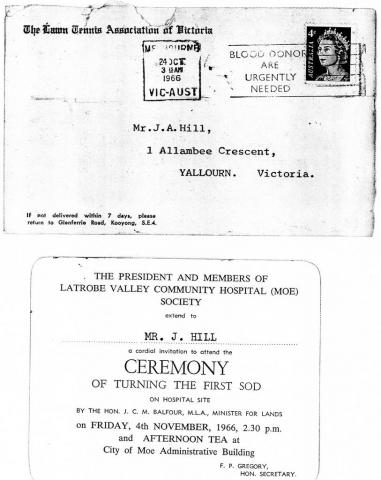 The Lawn Tennis Association of Victoria
MELBOURNE
24 OCT
1966
VIC-AUST
BLOOD DONORS
ARE
URGENTLY
NEEDED
AUSTRALIA
4c
Mr.J.A.Hill,
1 Allambee Crescent,
YALLOURN. Victoria.
If not delivered within 7 days, please
return to Glenferrie Road, Kooyong, S.E.4.
THE PRESIDENT AND MEMBERS OF
LATROBE VALLEY COMMUNITY HOSPITAL (MOE)
SOCIETY
extend to
MR. J. HILL
a cordial invitation to attend the
CEREMONY
OF TURNING THE FIRST SOD
ON HOSPITAL SITE
BY THE HON. J. C. M. BALFOUR, M.L.A., MINISTER FOR LANDS
on FRIDAY, 4th NOVEMBER, 1966, 2.30 p.m.
and AFTERNOON TEA at
City of Moe Administrative Building
F. P. GREGORY,
HON. SECRETARY.